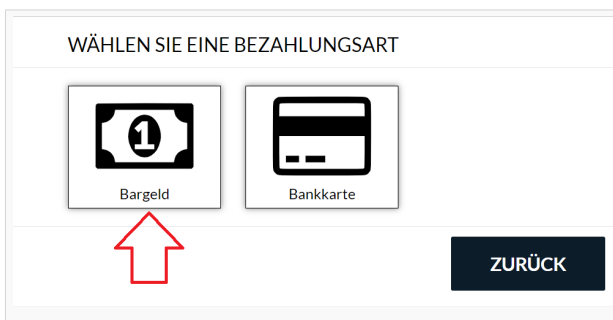 WÄHLEN SIE EINE BEZAHLUNGSART
1
Bargeld
Bankkarte
ZURÜCK